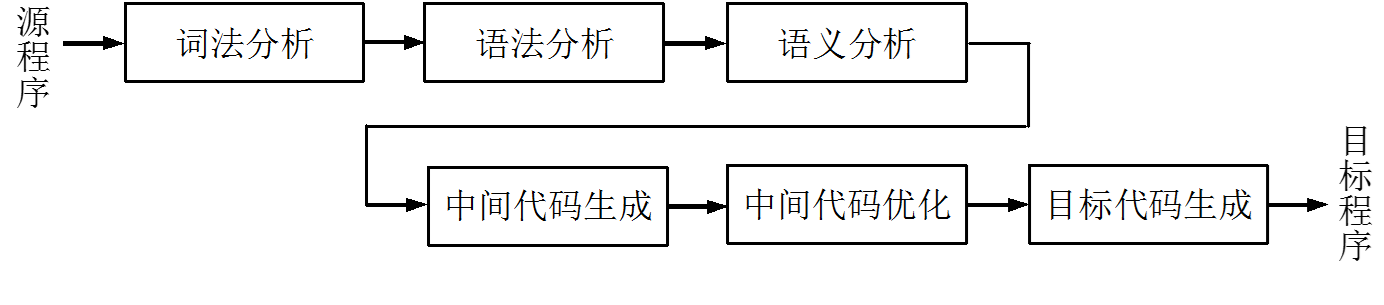 源程序
词法分析
语法分析
语义分析
中间代码生成
中间代码优化
目标代码生成
目标程序